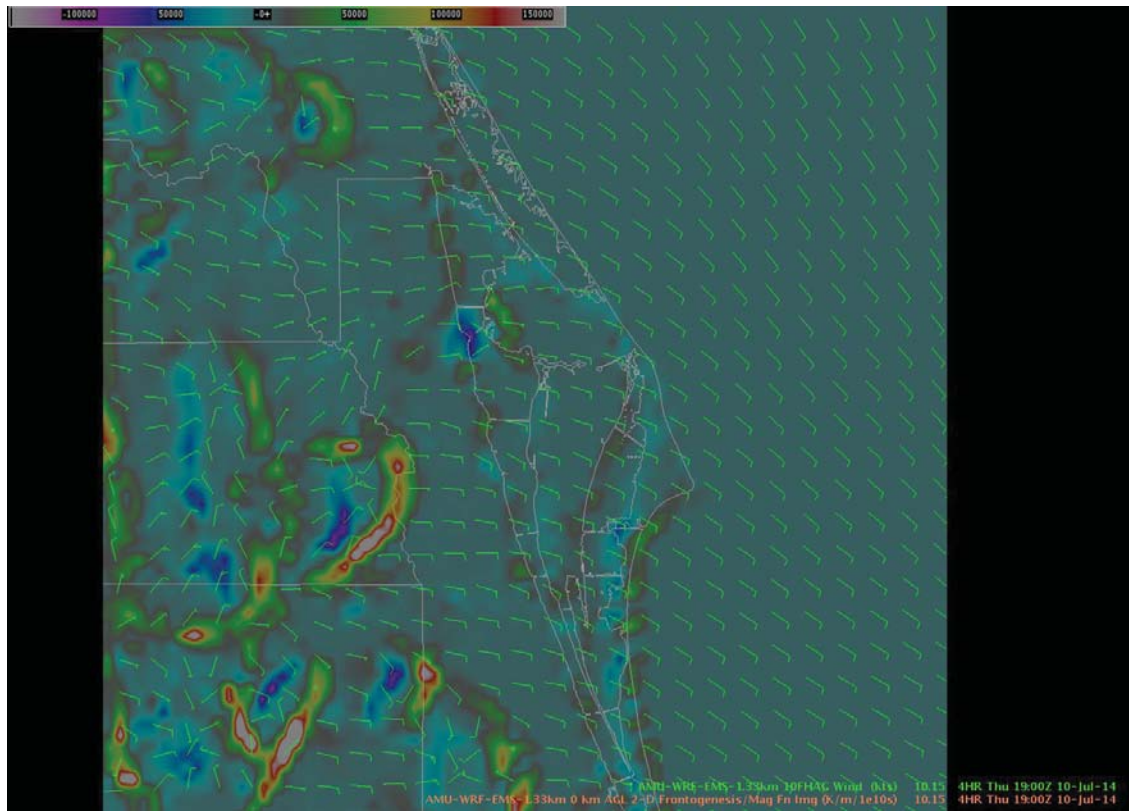 -100000 50000 -0+ 50000 100000 150000
AMU-WRF-EMS-1.33km 10FHAG Wind (kts) 10.15 4HR Thu 19:00Z 10-Jul-14
AMU-WRF-EMS-1.33km 0 km AGL 2-D Frontogenesis/Mag Fn Img (K/m/1e10s) 10.15 4HR Thu 19:00Z 10-Jul-14